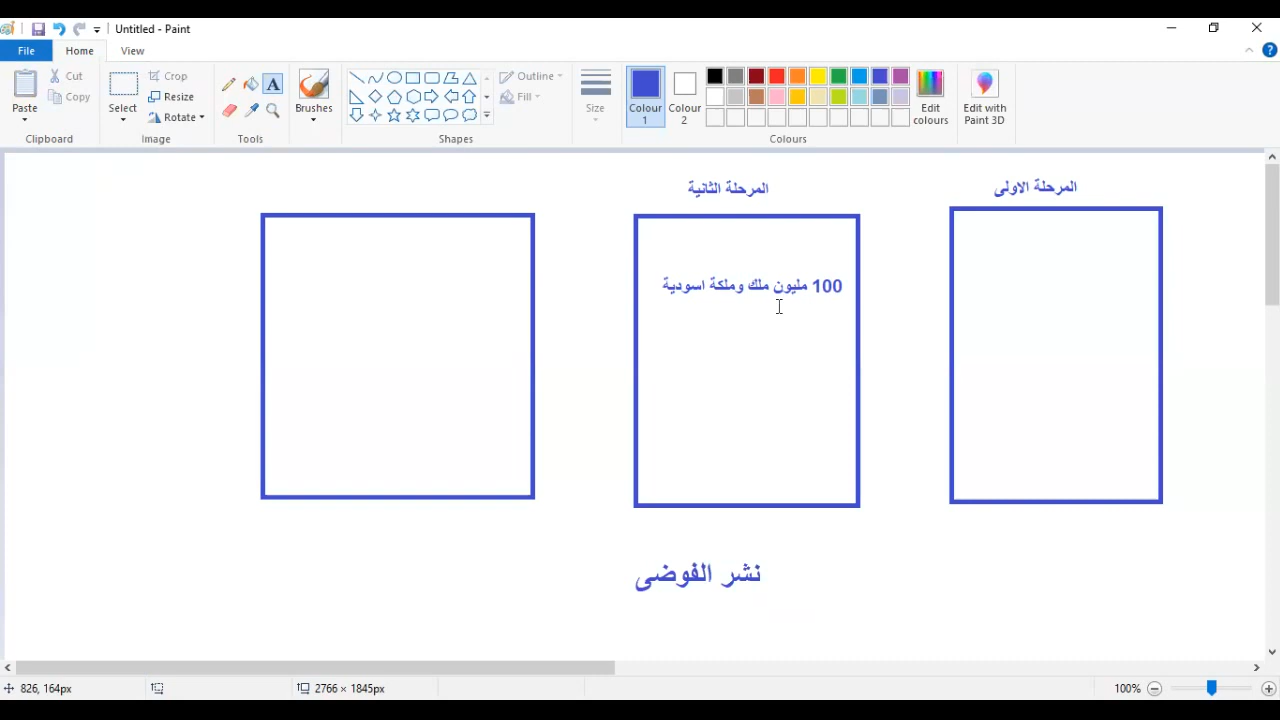 Untitled - Paint
File Home View
Paste Cut Copy Clipboard
Select Crop Resize Rotate Image
Tools
Brushes
Shapes Outline Fill
Size
Colour 1 Colour 2 Edit colours Colours
Edit with Paint 3D
المرحلة الاولى
المرحلة الثانية
100 مليون ملك وملكة اسودية
نشر الفوضى
826, 164px 2766 × 1845px 100%